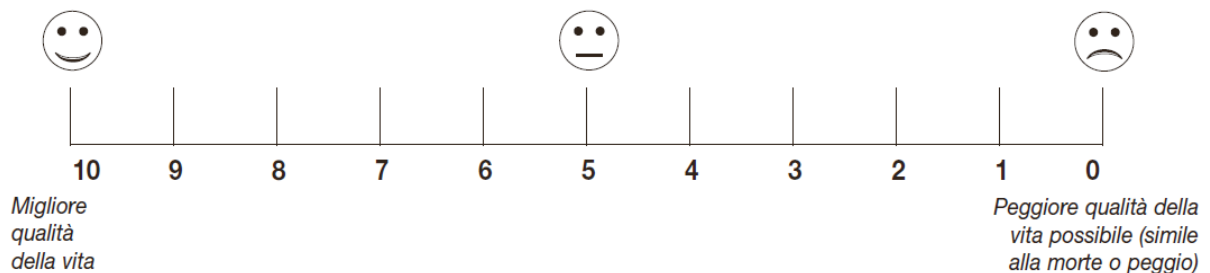 10 9 8 7 6 5 4 3 2 1 0
Migliore
qualità
della vita
Peggiore qualità della
vita possibile (simile
alla morte o peggio)